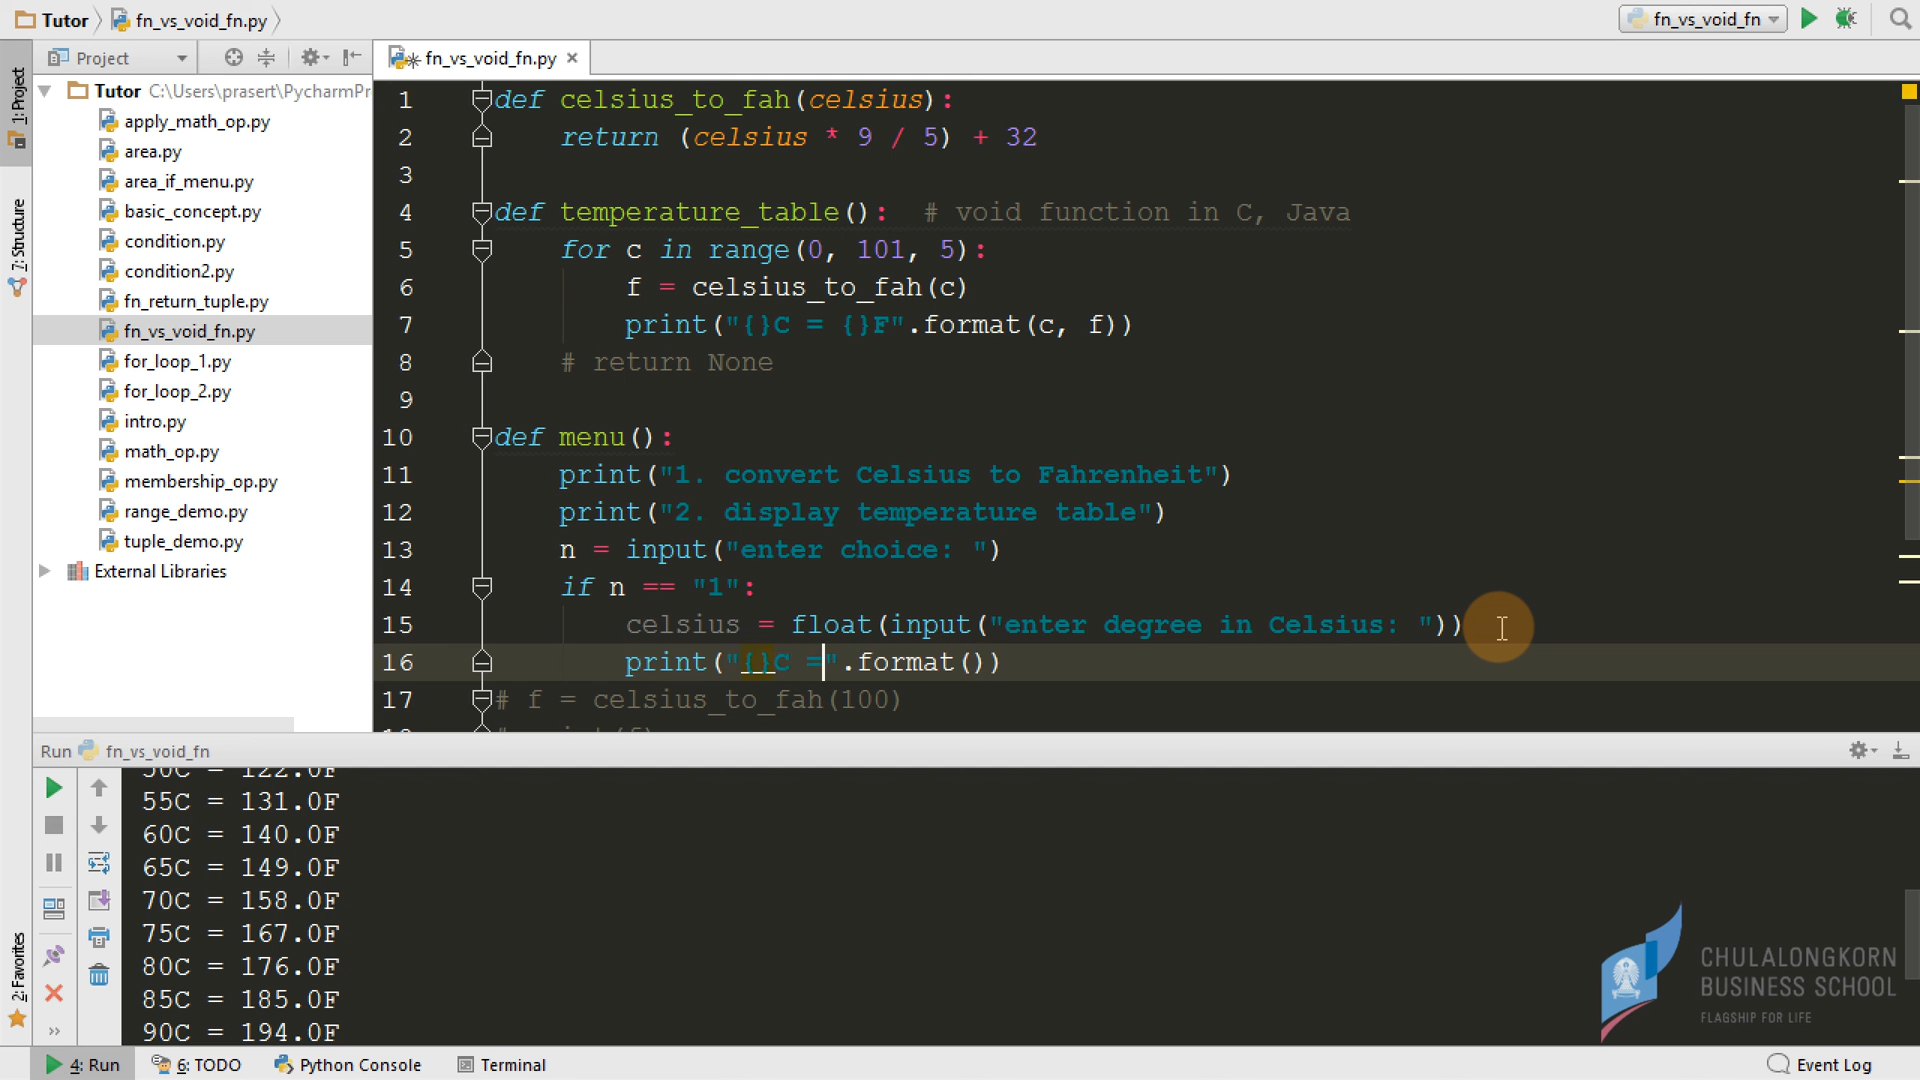 Tutor fn_vs_void_fn.py fn_vs_void_fn
1: Project
7: Structure
2: Favorites
Project
Tutor C:\Users\prasert\PycharmPr
apply_math_op.py
area.py
area_if_menu.py
basic_concept.py
condition.py
condition2.py
fn_return_tuple.py
fn_vs_void_fn.py
for_loop_1.py
for_loop_2.py
intro.py
math_op.py
membership_op.py
range_demo.py
tuple_demo.py
External Libraries
fn_vs_void_fn.py
1 def celsius_to_fah(celsius):
2 return (celsius * 9 / 5) + 32
3
4 def temperature_table():  # void function in C, Java
5 for c in range(0, 101, 5):
6 f = celsius_to_fah(c)
7 print("{}C = {}F".format(c, f))
8 # return None
9
10 def menu():
11 print("1. convert Celsius to Fahrenheit")
12 print("2. display temperature table")
13 n = input("enter choice: ")
14 if n == "1":
15 celsius = float(input("enter degree in Celsius: "))
16 print("{}C =".format())
17 # f = celsius_to_fah(100)
Run fn_vs_void_fn
50C = 122.0F
55C = 131.0F
60C = 140.0F
65C = 149.0F
70C = 158.0F
75C = 167.0F
80C = 176.0F
85C = 185.0F
90C = 194.0F
CHULALONGKORN
BUSINESS SCHOOL
FLAGSHIP FOR LIFE
4: Run 6: TODO Python Console Terminal Event Log